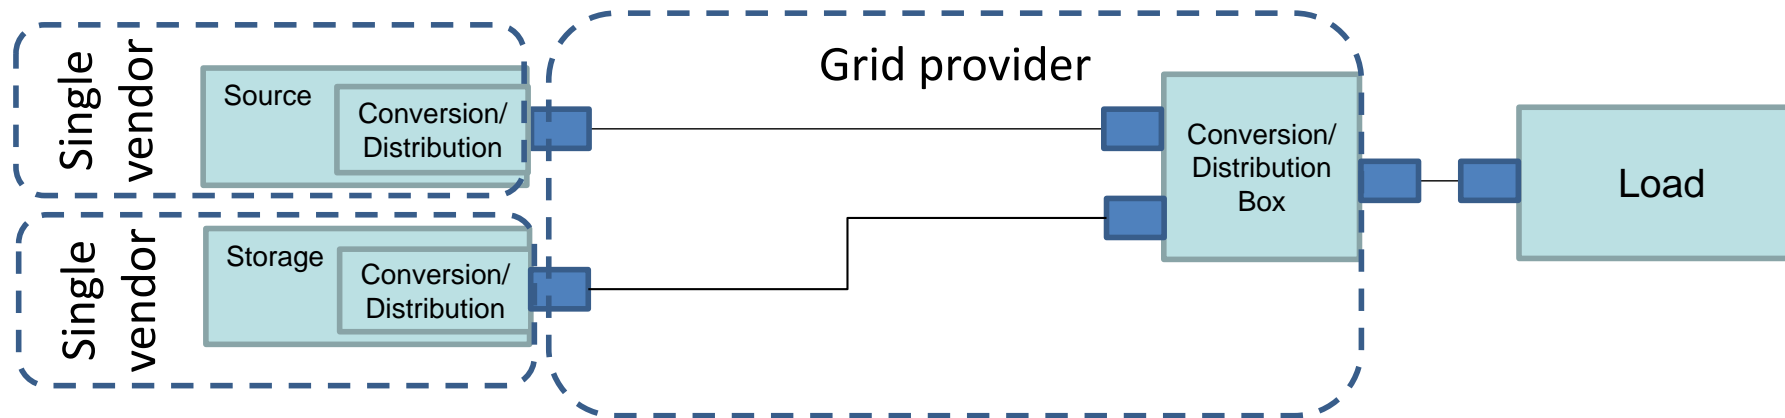 Single
vendor
Source
Conversion/
Distribution
Grid provider
Conversion/
Distribution
Box
Load
Single
vendor
Storage
Conversion/
Distribution